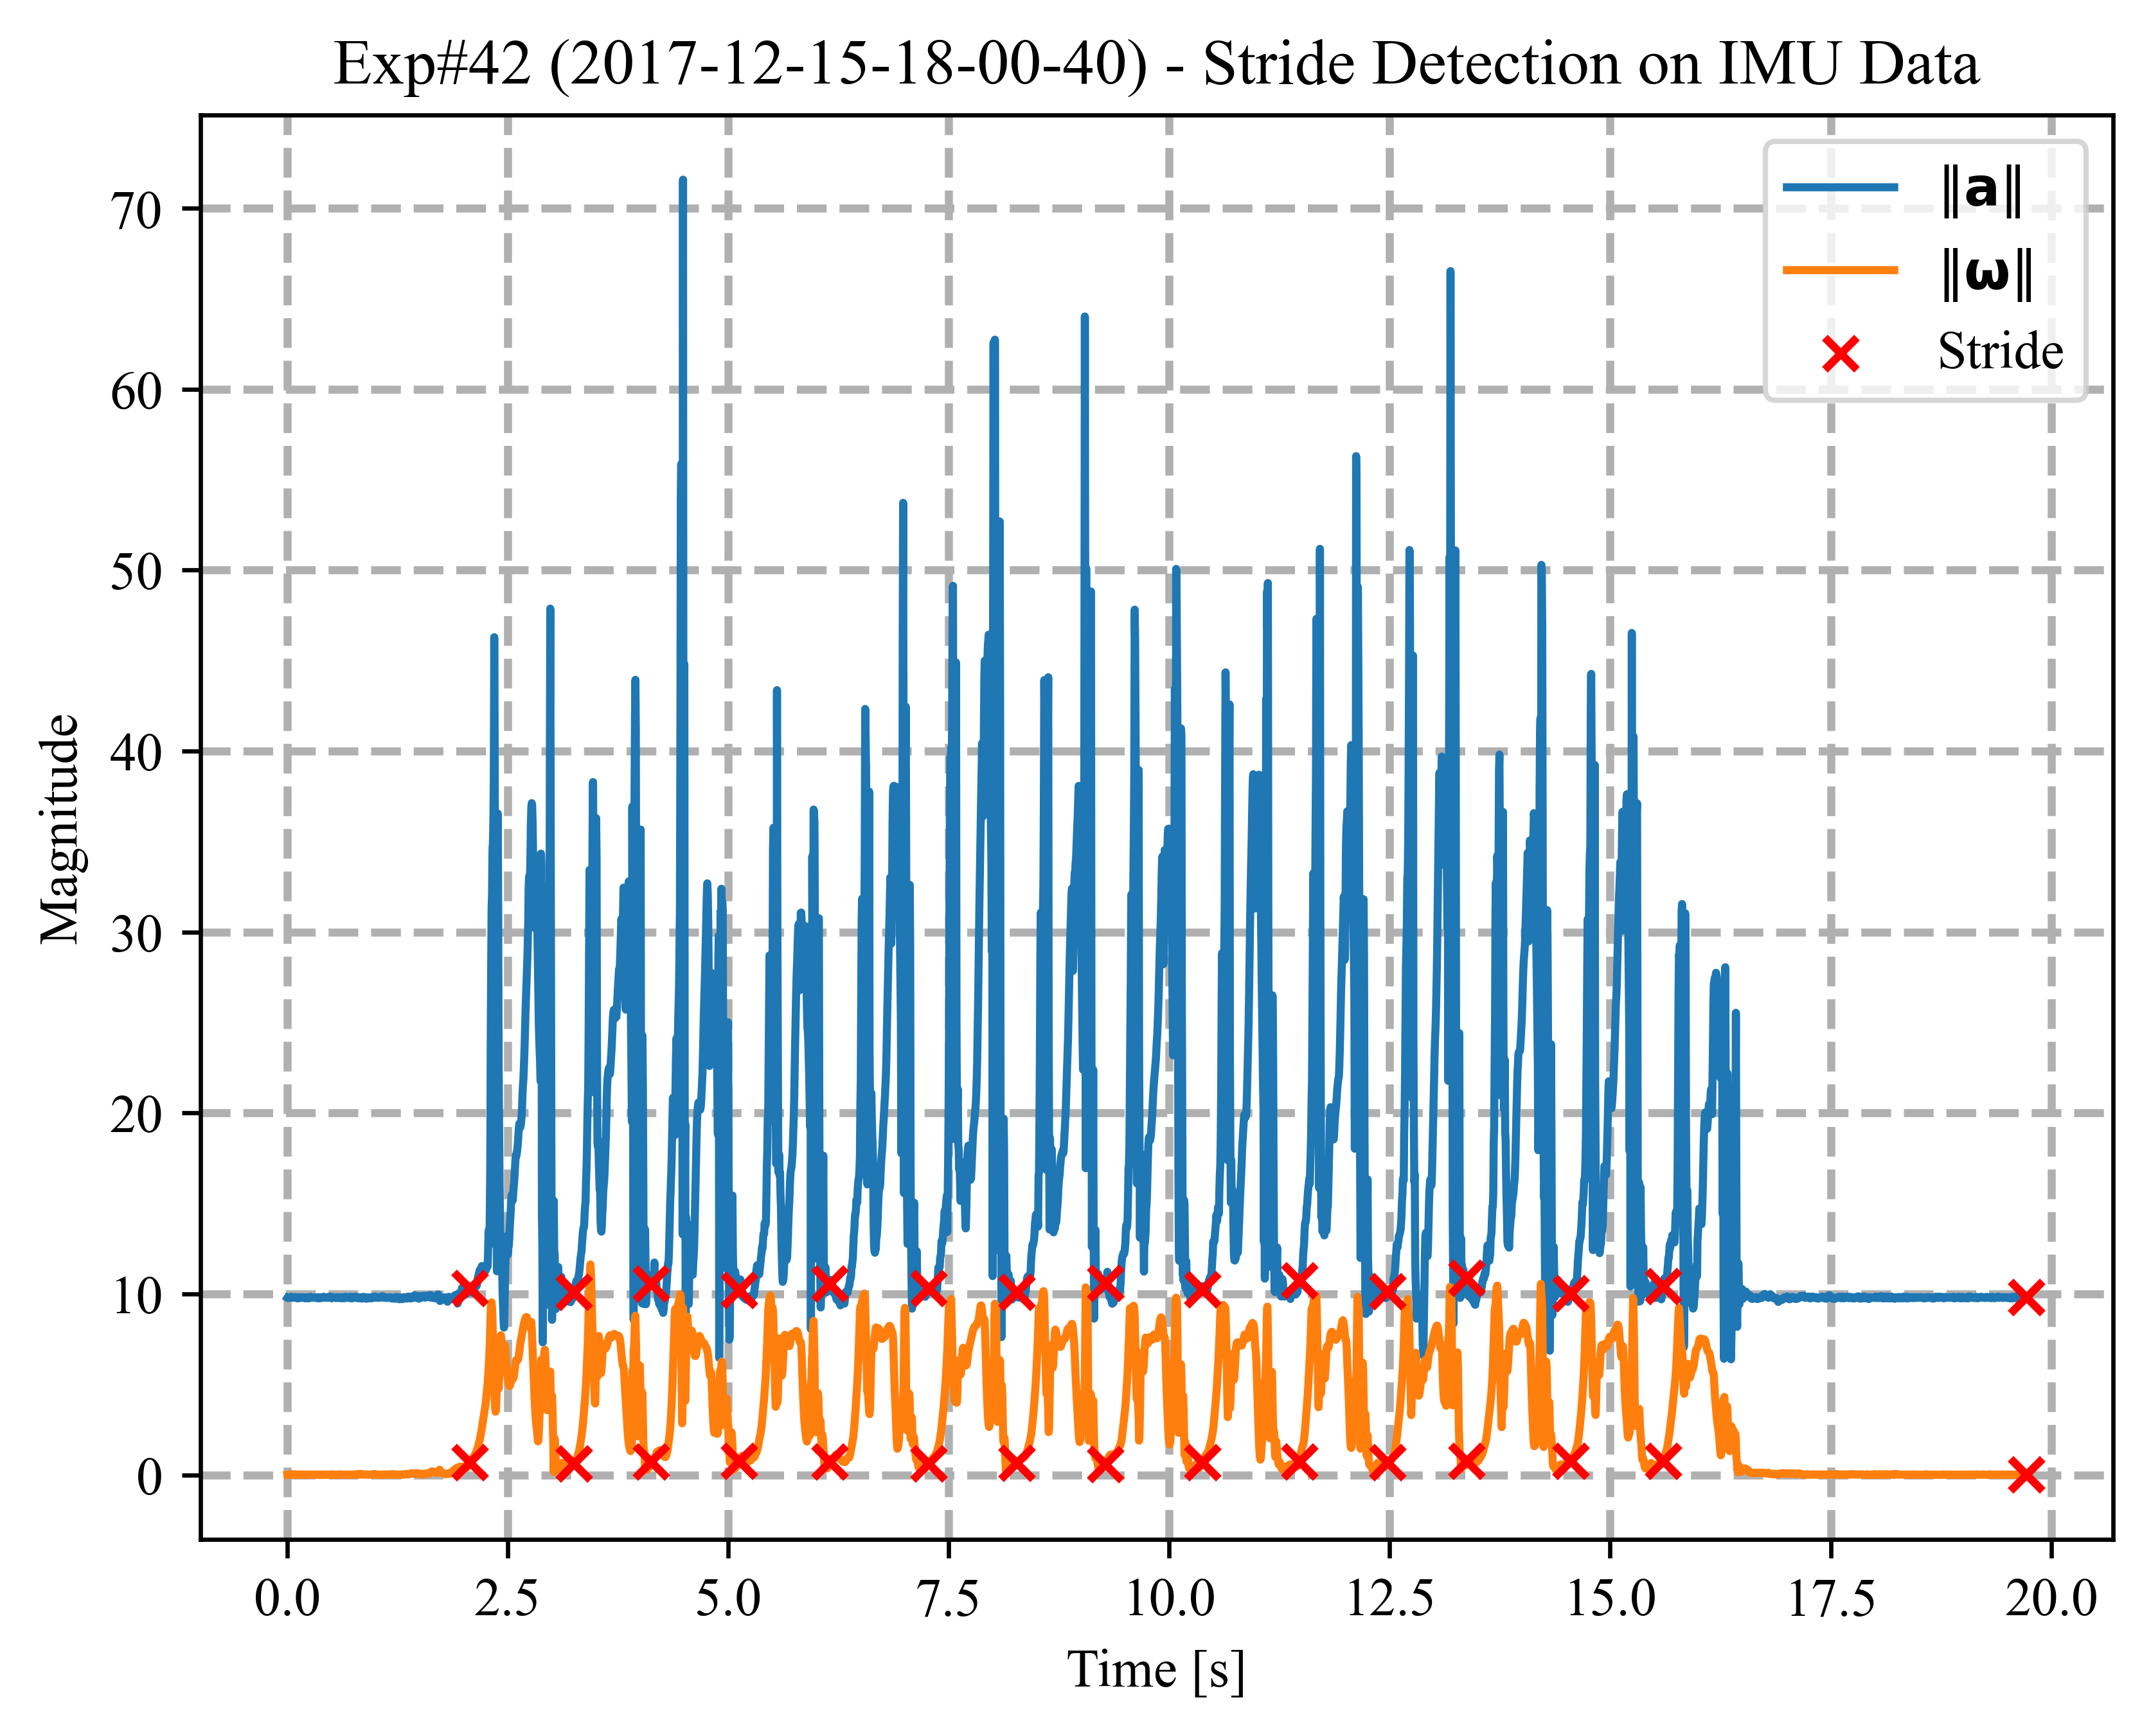 Exp#42 (2017-12-15-18-00-40) - Stride Detection on IMU Data
‖a‖
‖ω‖
Stride
Magnitude
70
60
50
40
30
20
10
0
0.0 2.5 5.0 7.5 10.0 12.5 15.0 17.5 20.0
Time [s]